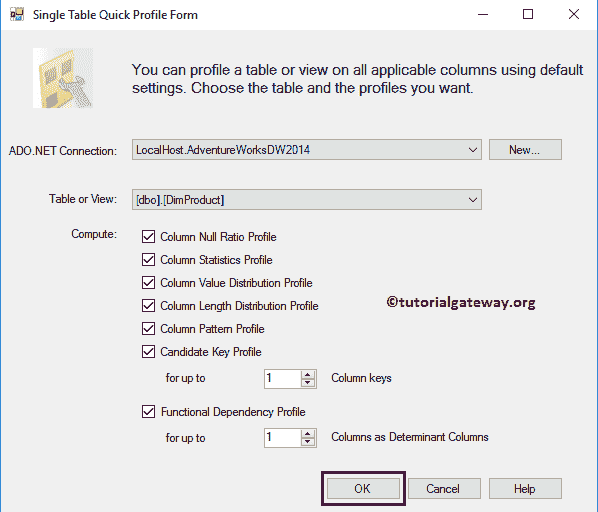 Single Table Quick Profile Form
You can profile a table or view on all applicable columns using default
settings. Choose the table and the profiles you want.
ADO.NET Connection: LocalHost.AdventureWorksDW2014 New...
Table or View: [dbo].[DimProduct]
Compute: Column Null Ratio Profile
Column Statistics Profile
Column Value Distribution Profile
Column Length Distribution Profile
©tutorialgateway.org
Column Pattern Profile
Candidate Key Profile
for up to 1 Column keys
Functional Dependency Profile
for up to 1 Columns as Determinant Columns
OK Cancel Help